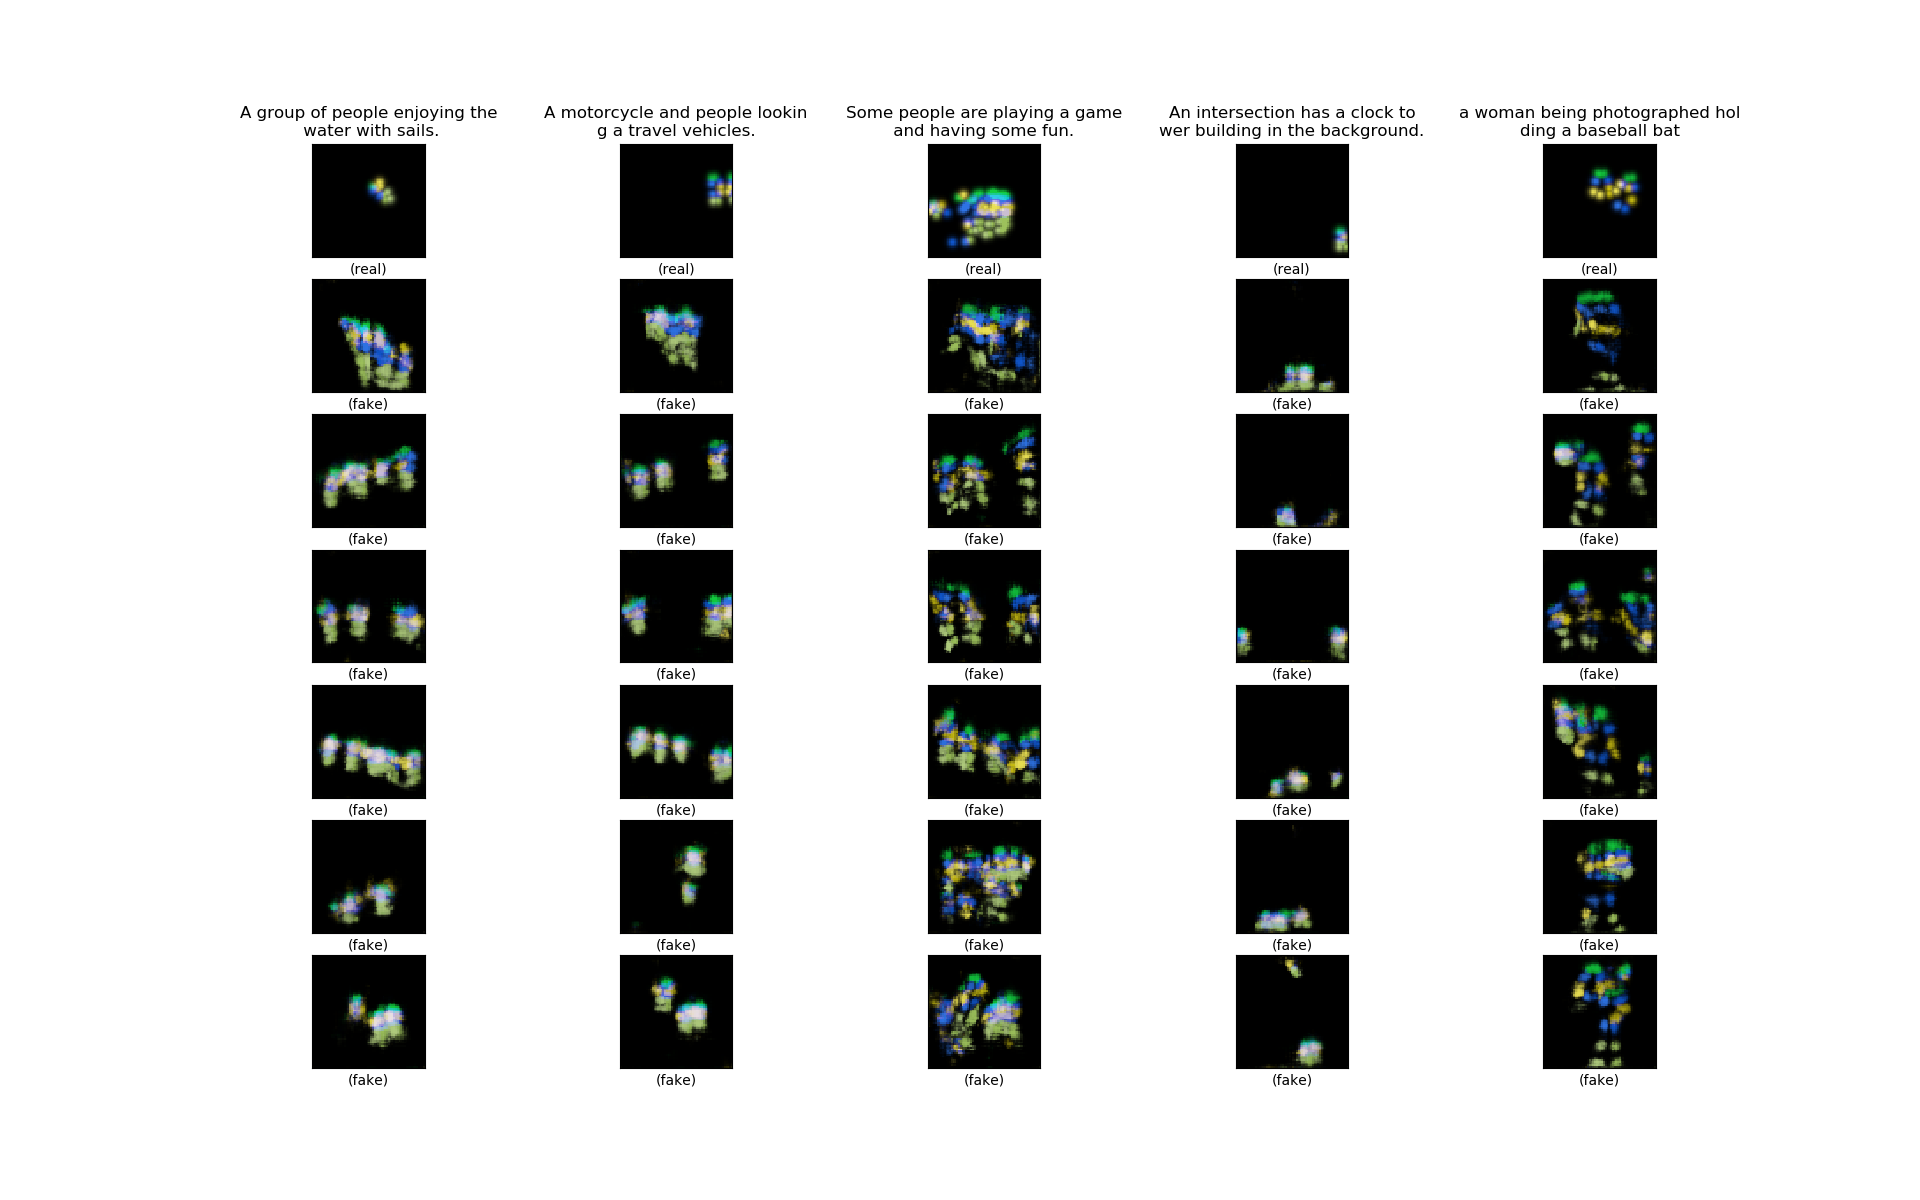 A group of people enjoying the
water with sails.
A motorcycle and people lookin
g a travel vehicles.
Some people are playing a game
and having some fun.
An intersection has a clock to
wer building in the background.
a woman being photographed hol
ding a baseball bat
(real) (real) (real) (real) (real)
(fake) (fake) (fake) (fake) (fake)
(fake) (fake) (fake) (fake) (fake)
(fake) (fake) (fake) (fake) (fake)
(fake) (fake) (fake) (fake) (fake)
(fake) (fake) (fake) (fake) (fake)
(fake) (fake) (fake) (fake) (fake)